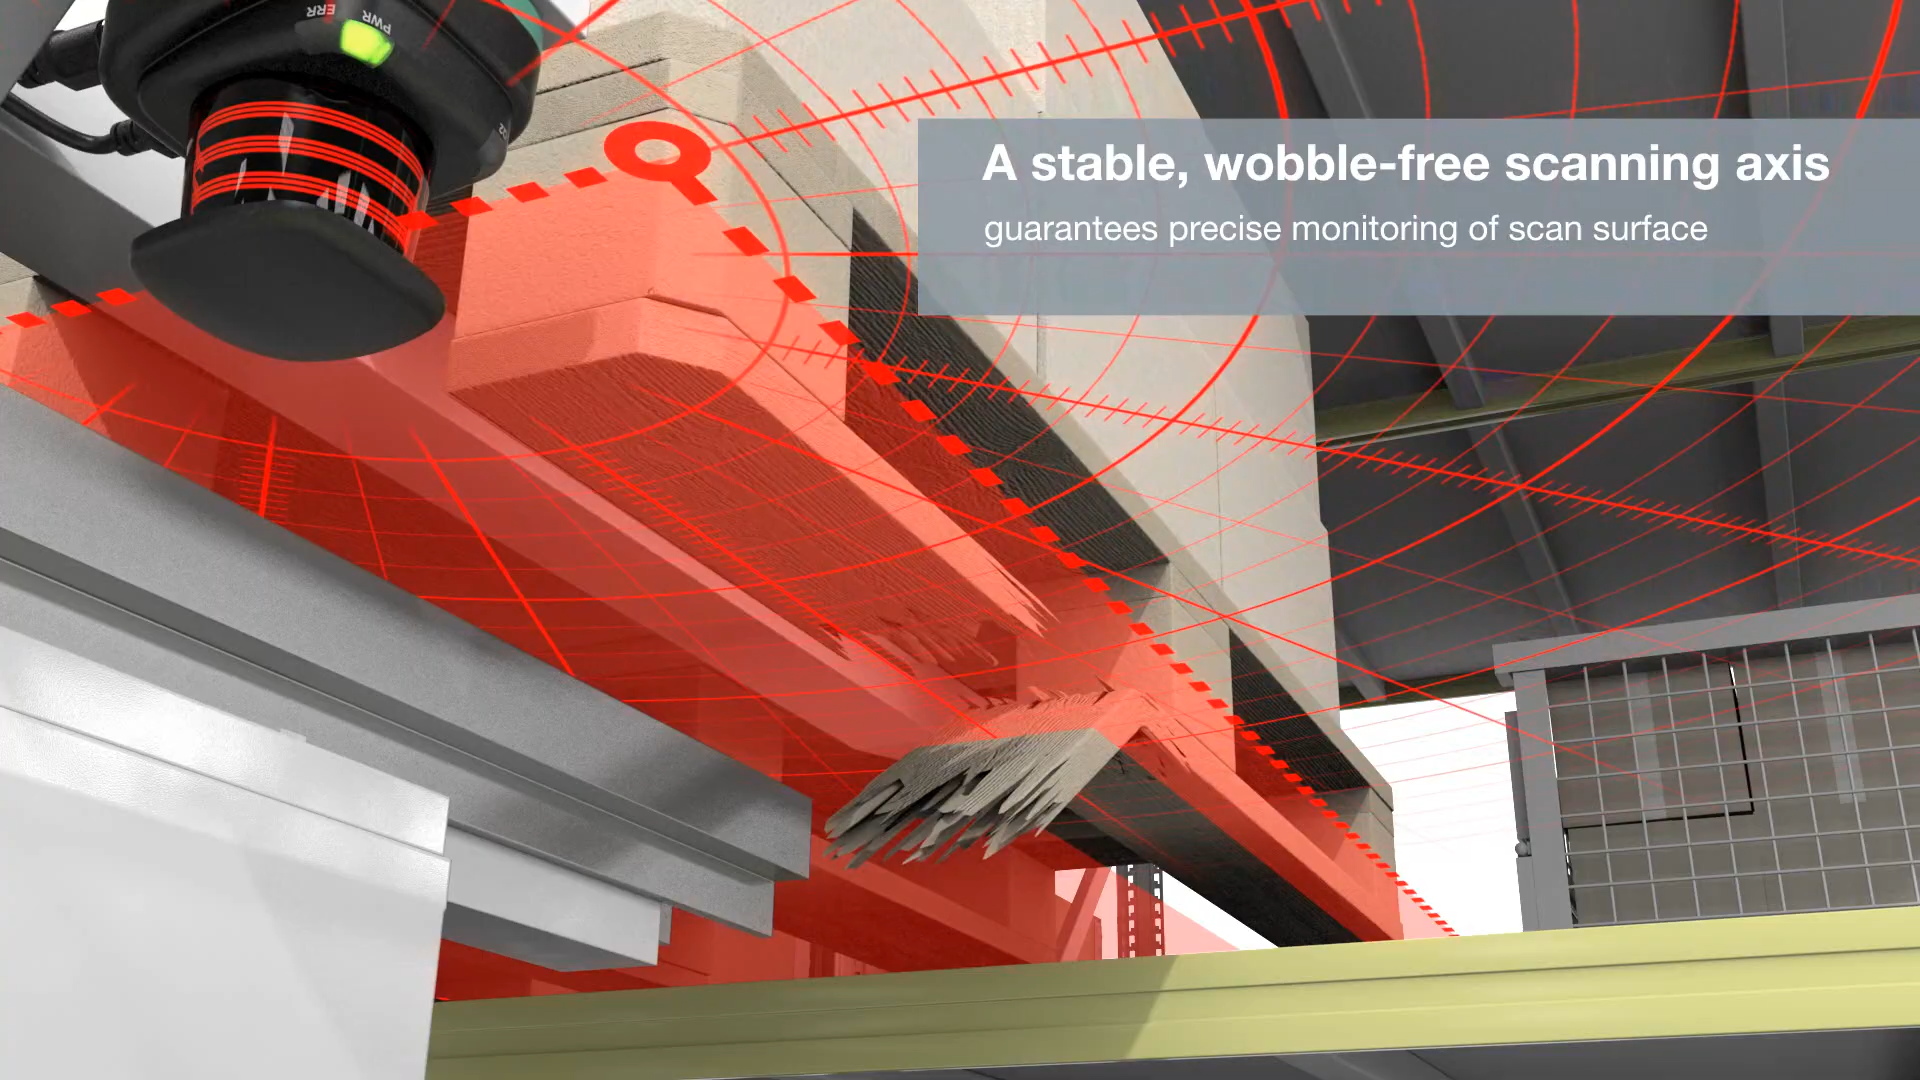 ERR
PWR
A stable, wobble-free scanning axis
guarantees precise monitoring of scan surface